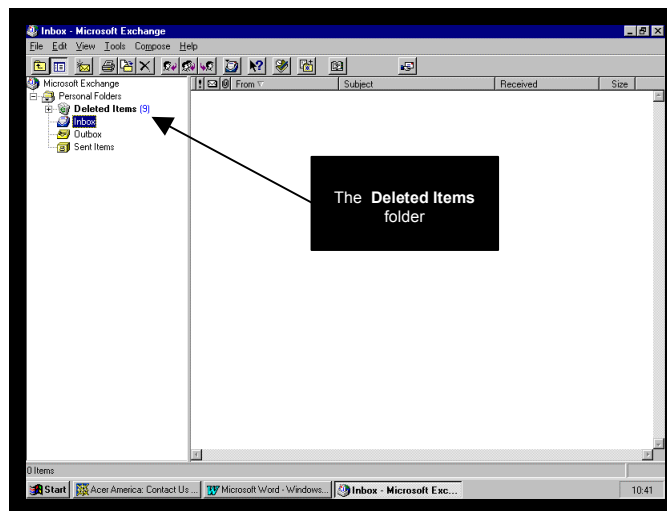 Inbox - Microsoft Exchange
File Edit View Tools Compose Help
Microsoft Exchange
Personal Folders
Deleted Items (9)
Inbox
Outbox
Sent Items
! From Subject Received Size
The Deleted Items
folder
0 Items
Start Acer America: Contact Us ... Microsoft Word - Windows... Inbox - Microsoft Exc... 10:41